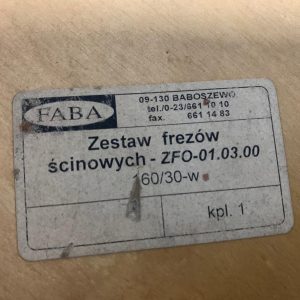 FABA
09-130 BABOSZEWO
tel./0-23/661 10 10
fax. 661 14 83
Zestaw frezów
ścinowych - ZFO-01.03.00
160/30-w
kpl. 1